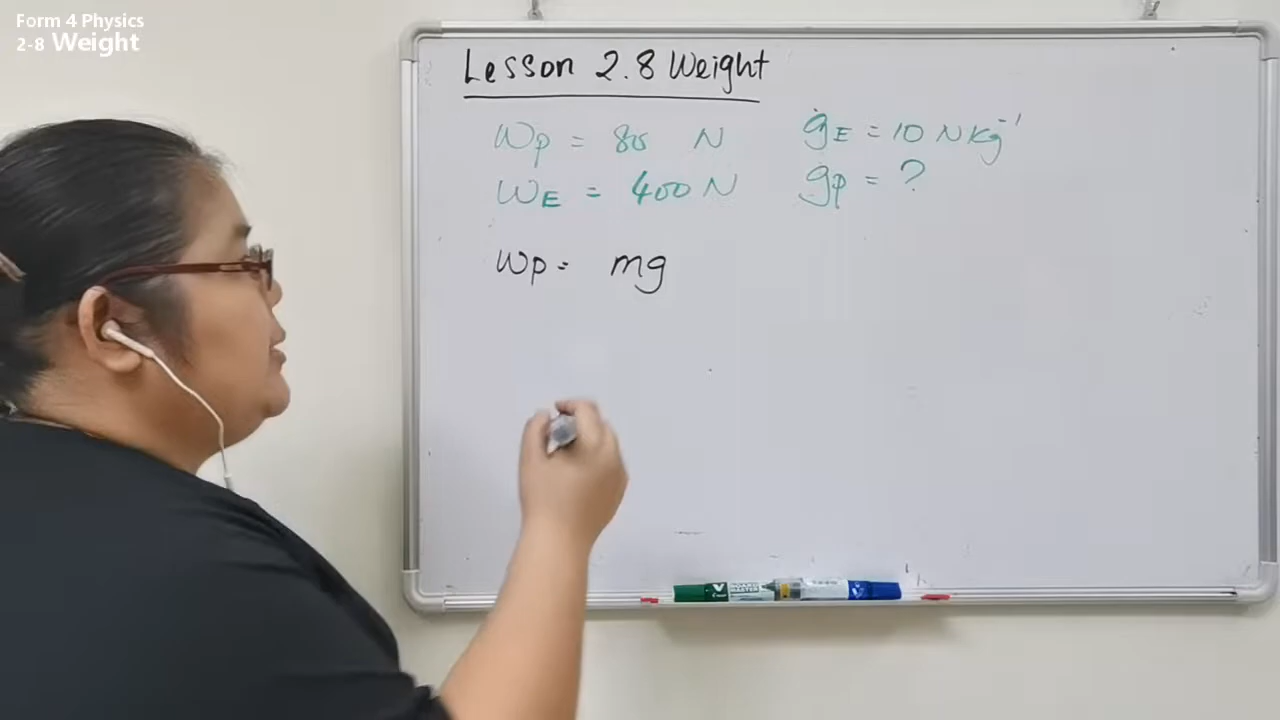 Form 4 Physics
2-8 Weight
Lesson 2.8 Weight
Wp = 80 N gE = 10 N kg⁻¹
WE = 400 N gp = ?
Wp = mg